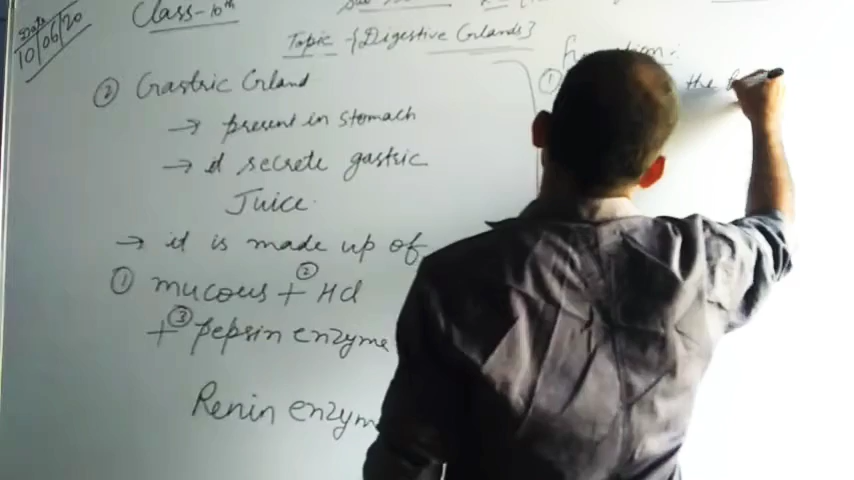 Date
10/06/20
Class-10th
Topic - {Digestive Glands}
② Gastric Gland
→ present in stomach
→ it secrete gastric
Juice.
→ it is made up of
① mucous + ② Hcl
+ ③ pepsin enzyme
Renin enzym
①
the